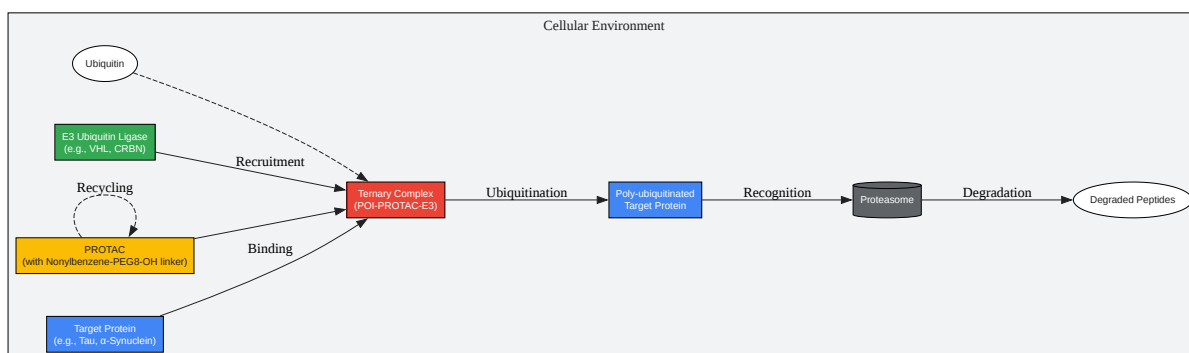 Cellular Environment
Ubiquitin
E3 Ubiquitin Ligase
(e.g., VHL, CRBN)
Recruitment
Recycling
PROTAC
(with Nonylbenzene-PEG8-OH linker)
Binding
Target Protein
(e.g., Tau, α-Synuclein)
Ternary Complex
(POI-PROTAC-E3)
Ubiquitination
Poly-ubiquitinated
Target Protein
Recognition
Proteasome
Degradation
Degraded Peptides